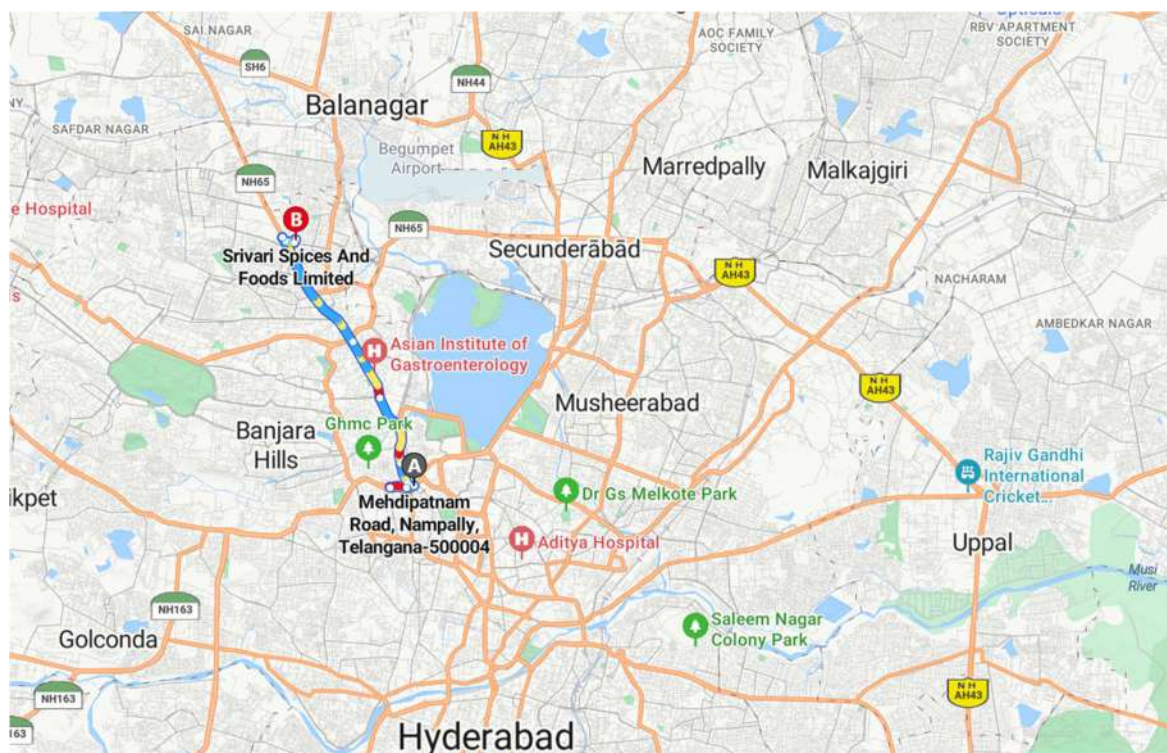 SAI NAGAR
AOC FAMILY
SOCIETY
RBV APARTMENT
SOCIETY
SH6
NH44
Balanagar
SAFDAR NAGAR
N H
AH43
Begumpet
Airport
Marredpally
Malkajgiri
NH65
e Hospital
B
NH65
Srivari Spices And
Foods Limited
Secunderābād
N H
AH43
NACHARAM
s
AMBEDKAR NAGAR
H
Asian Institute of
Gastroenterology
N H
AH43
Musheerabad
Banjara
Hills
Ghmc Park
A
Rajiv Gandhi
International
Cricket...
ikpet
Mehdipatnam
Road, Nampally,
Telangana-500004
Dr Gs Melkote Park
H
Aditya Hospital
Uppal
Musi
River
NH163
Golconda
Saleem Nagar
Colony Park
NH163
N H
AH43
163
Hyderabad